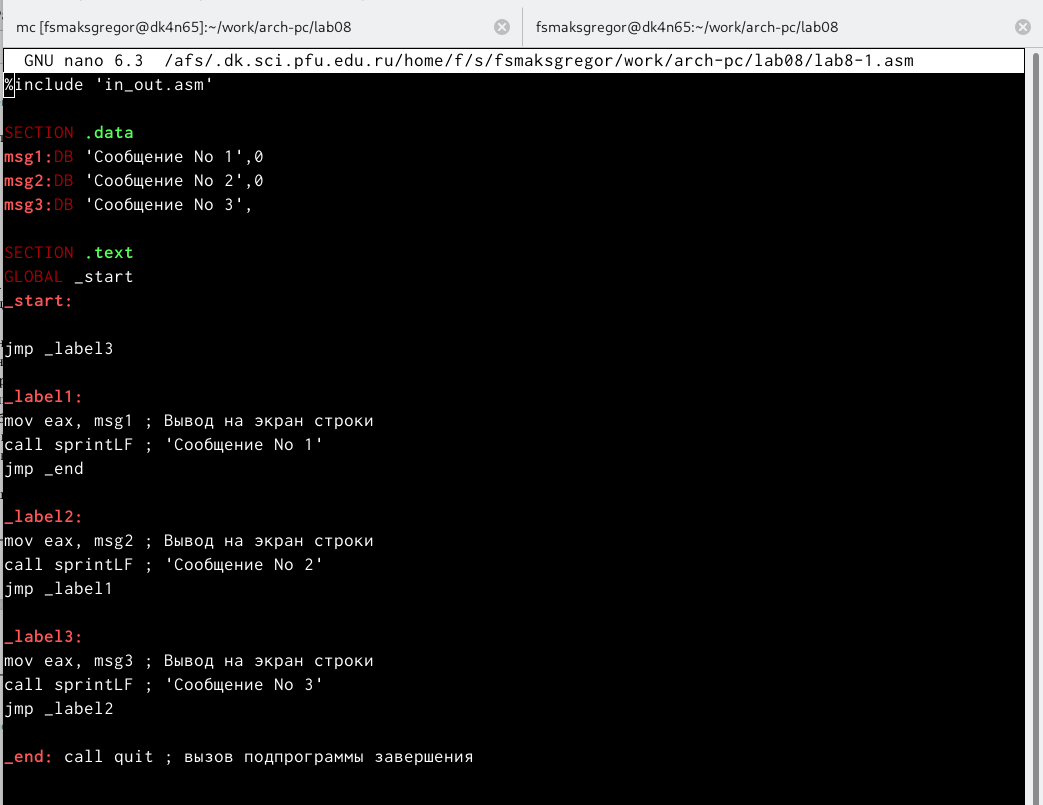 mc [fsmaksgregor@dk4n65]:~/work/arch-pc/lab08
fsmaksgregor@dk4n65:~/work/arch-pc/lab08
GNU nano 6.3 /afs/.dk.sci.pfu.edu.ru/home/f/s/fsmaksgregor/work/arch-pc/lab08/lab8-1.asm
%include 'in_out.asm'
SECTION .data
msg1:DB 'Сообщение No 1',0
msg2:DB 'Сообщение No 2',0
msg3:DB 'Сообщение No 3',
SECTION .text
GLOBAL _start
_start:
jmp _label3
_label1:
mov eax, msg1 ; Вывод на экран строки
call sprintLF ; 'Сообщение No 1'
jmp _end
_label2:
mov eax, msg2 ; Вывод на экран строки
call sprintLF ; 'Сообщение No 2'
jmp _label1
_label3:
mov eax, msg3 ; Вывод на экран строки
call sprintLF ; 'Сообщение No 3'
jmp _label2
_end: call quit ; вызов подпрограммы завершения